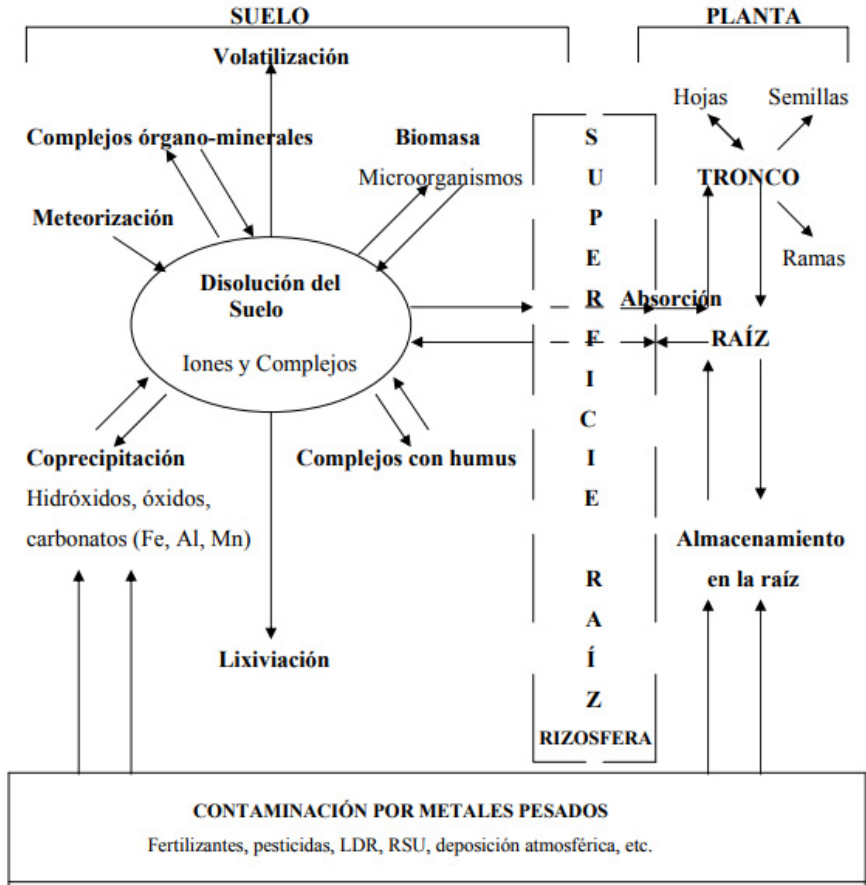 SUELO
PLANTA
Volatilización
Hojas
Semillas
Complejos órgano-minerales
Biomasa
Microorganismos
TRONCO
Meteorización
Ramas
Disolución del
Suelo
Iones y Complejos
Absorción
RAÍZ
Coprecipitación
Hidróxidos, óxidos,
carbonatos (Fe, Al, Mn)
Complejos con humus
Almacenamiento
en la raíz
Lixiviación
S
U
P
E
R
F
I
C
I
E
R
A
Í
Z
RIZOSFERA
CONTAMINACIÓN POR METALES PESADOS
Fertilizantes, pesticidas, LDR, RSU, deposición atmosférica, etc.